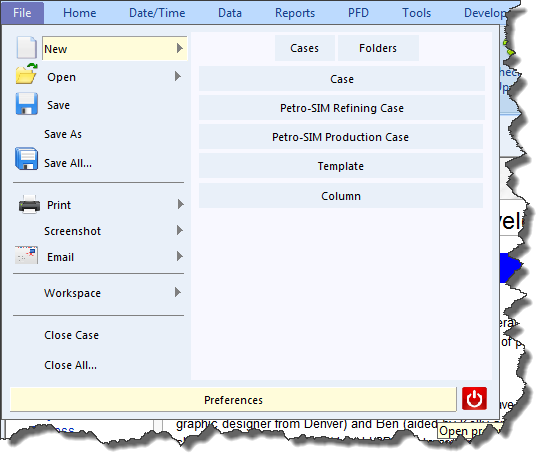 File Home Date/Time Data Reports PFD Tools Develop
New
Open
Save
Save As
Save All...
Print
Screenshot
Email
Workspace
Close Case
Close All...
Cases Folders
Case
Petro-SIM Refining Case
Petro-SIM Production Case
Template
Column
Preferences
graphic designer from Denver) and Ben (aided by
Open pr